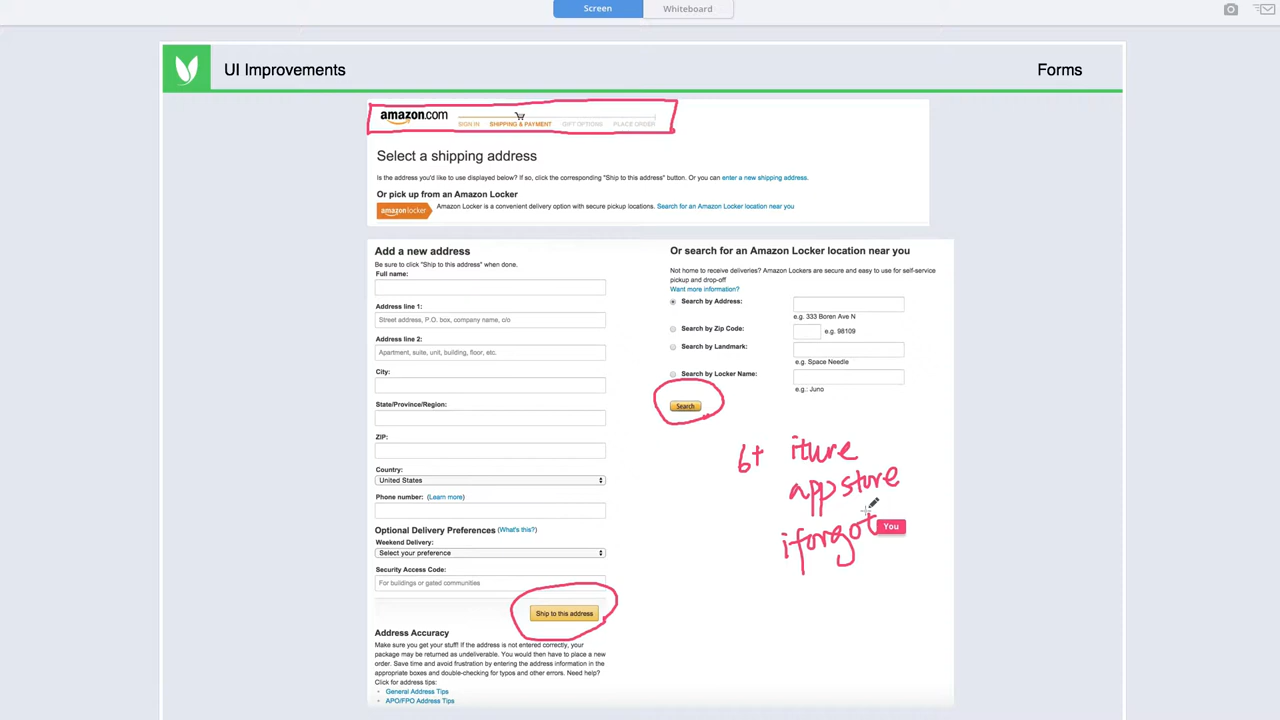 Screen
Whiteboard
UI Improvements
Forms
amazon.com
SIGN IN
SHIPPING & PAYMENT
GIFT OPTIONS
PLACE ORDER
Select a shipping address
Is the address you'd like to use displayed below? If so, click the corresponding "Ship to this address" button. Or you can enter a new shipping address.
Or pick up from an Amazon Locker
amazonlocker
Amazon Locker is a convenient delivery option with secure pickup locations. Search for an Amazon Locker location near you
Add a new address
Be sure to click "Ship to this address" when done.
Full name:
Address line 1:
Street address, P.O. box, company name, c/o
Address line 2:
Apartment, suite, unit, building, floor, etc.
City:
State/Province/Region:
ZIP:
Country:
United States
Phone number: (Learn more)
Optional Delivery Preferences (What's this?)
Weekend Delivery:
Select your preference
Security Access Code:
For buildings or gated communities
Ship to this address
Address Accuracy
Make sure you get your stuff! If the address is not entered correctly, your
package may be returned as undeliverable. You would then have to place a new
order. Save time and avoid frustration by entering the address information in the
appropriate boxes and double-checking for typos and other errors. Need help?
Click for address tips:
• General Address Tips
• APO/FPO Address Tips
Or search for an Amazon Locker location near you
Not home to receive deliveries? Amazon Lockers are secure and easy to use for self-service
pickup and drop-off
Want more information?
Search by Address:
e.g. 333 Boren Ave N
Search by Zip Code:
e.g. 98109
Search by Landmark:
e.g. Space Needle
Search by Locker Name:
e.g.: Juno
Search
6+ iture
appstore
iforgot
You